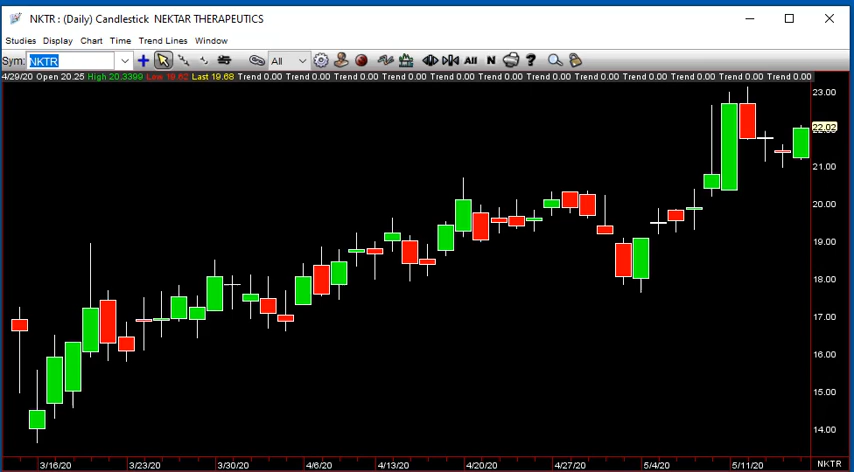 NKTR : (Daily) Candlestick  NEKTAR THERAPEUTICS
Studies Display Chart Time Trend Lines Window
Sym: NKTR All All N ?
4/29/20 Open 20.25 High 20.3399 Low 19.62 Last 19.68 Trend 0.00 Trend 0.00 Trend 0.00 Trend 0.00 Trend 0.00 Trend 0.00 Trend 0.00 Trend 0.00 Trend 0.00 Trend 0.00 Trend 0.00 Trend 0.00
23.00
22.02
21.00
20.00
19.00
18.00
17.00
16.00
15.00
14.00
3/16/20 3/23/20 3/30/20 4/6/20 4/13/20 4/20/20 4/27/20 5/4/20 5/11/20 NKTR